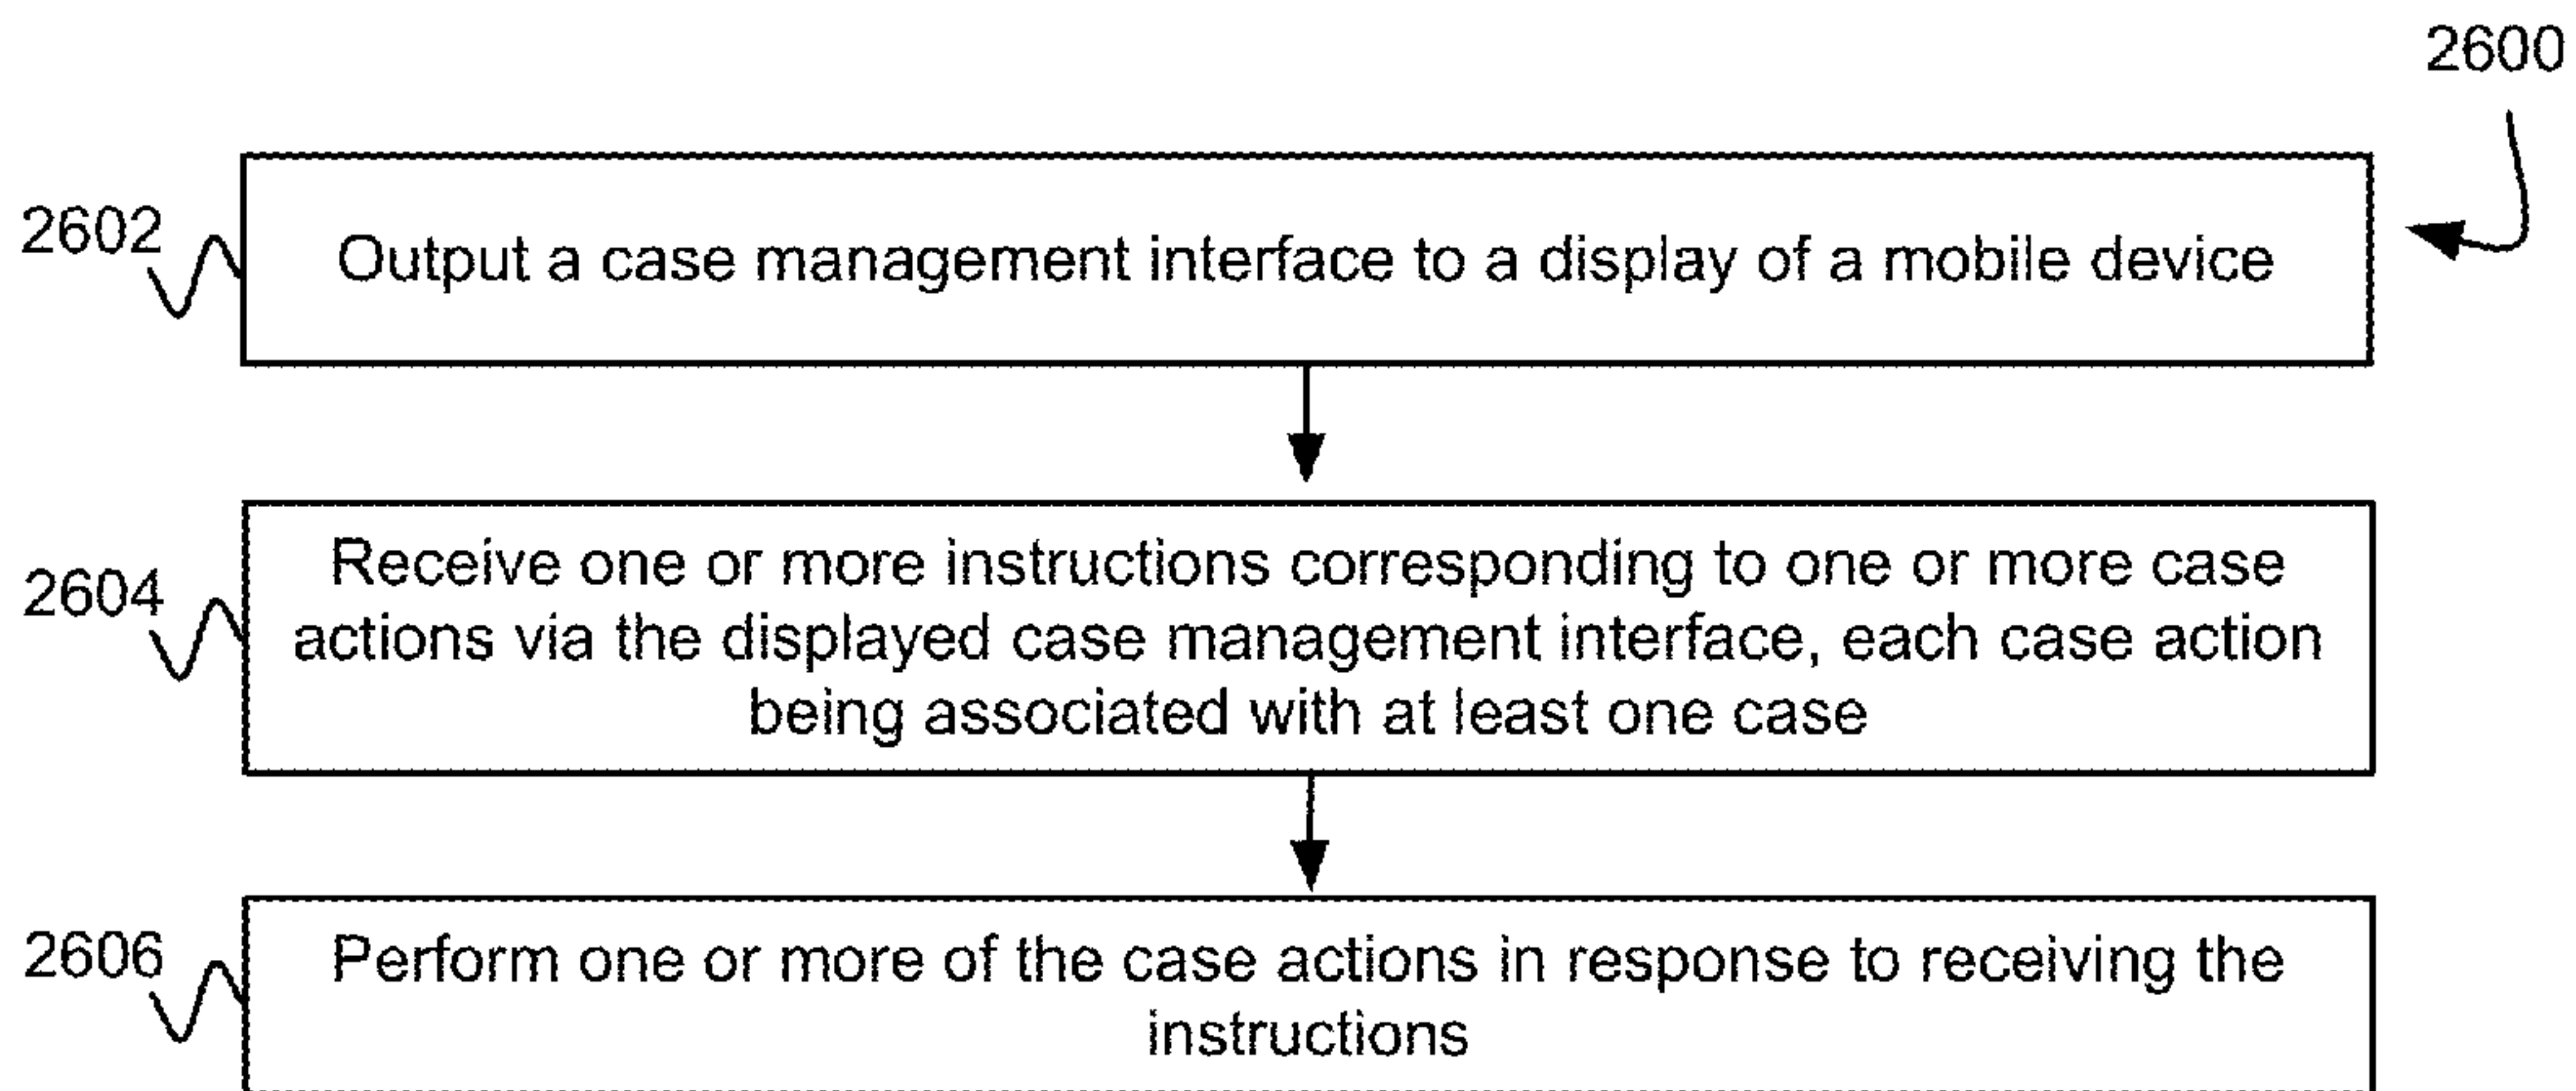 2600
2602
Output a case management interface to a display of a mobile device
2604
Receive one or more instructions corresponding to one or more case
actions via the displayed case management interface, each case action
being associated with at least one case
2606
Perform one or more of the case actions in response to receiving the
instructions